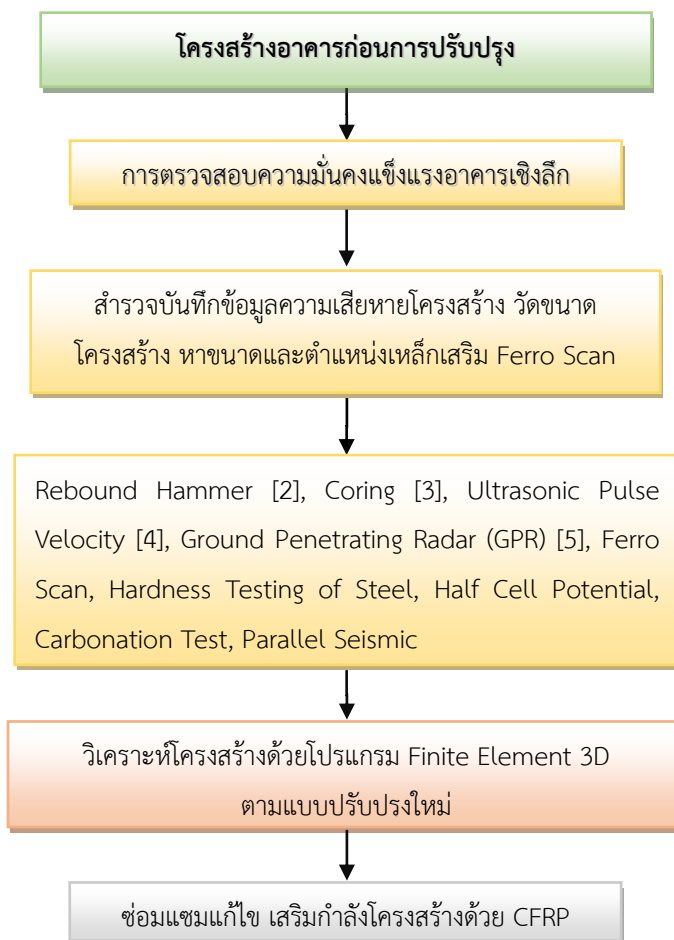 โครงสร้างอาคารก่อนการปรับปรุง
การตรวจสอบความมั่นคงแข็งแรงอาคารเชิงลึก
สำรวจบันทึกข้อมูลความเสียหายโครงสร้าง วัดขนาด
โครงสร้าง หาขนาดและตำแหน่งเหล็กเสริม Ferro Scan
Rebound Hammer [2], Coring [3], Ultrasonic Pulse
Velocity [4], Ground Penetrating Radar (GPR) [5], Ferro
Scan, Hardness Testing of Steel, Half Cell Potential,
Carbonation Test, Parallel Seismic
วิเคราะห์โครงสร้างด้วยโปรแกรม Finite Element 3D
ตามแบบปรับปรงใหม่
ซ่อมแซมแก้ไข เสริมกำลังโครงสร้างด้วย CFRP